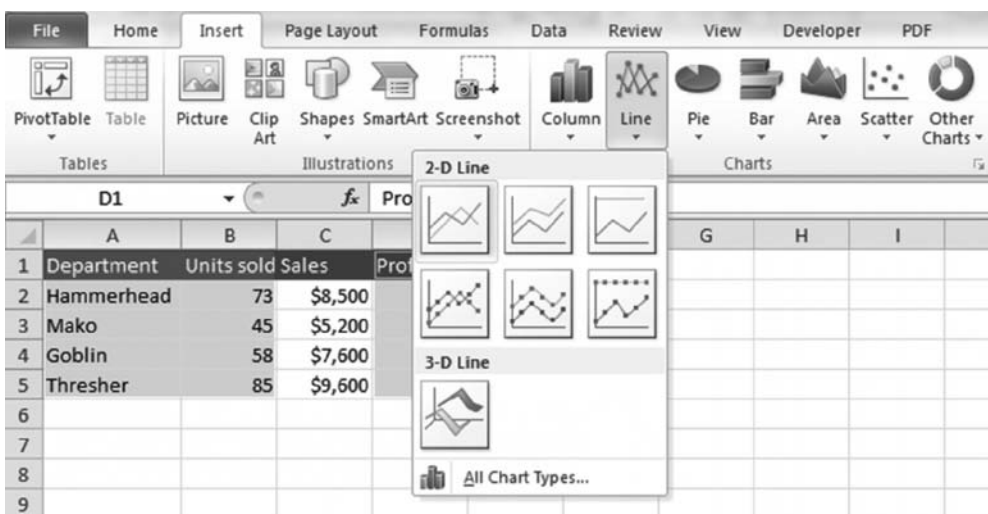 File Home Insert Page Layout Formulas Data Review View Developer PDF
PivotTable Table Picture Clip Art Shapes SmartArt Screenshot Column Line Pie Bar Area Scatter Other Charts
Tables Illustrations Charts
D1 fx Pro
2-D Line
A B C G H I
1 Department Units sold Sales Prof
2 Hammerhead 73 $8,500
3 Mako 45 $5,200
4 Goblin 58 $7,600
5 Thresher 85 $9,600
6
7
8
9
3-D Line
All Chart Types...